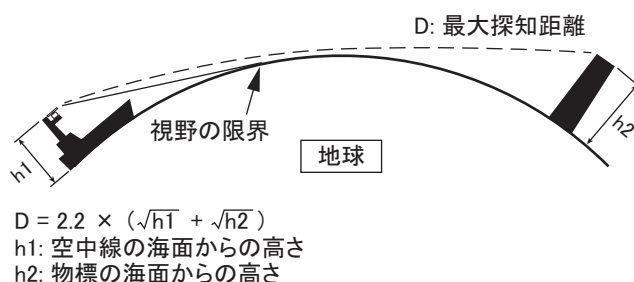 D: 最大探知距離
視野の限界
地球
h1
h2
D = 2.2 × (√h1 + √h2)
h1: 空中線の海面からの高さ
h2: 物標の海面からの高さ